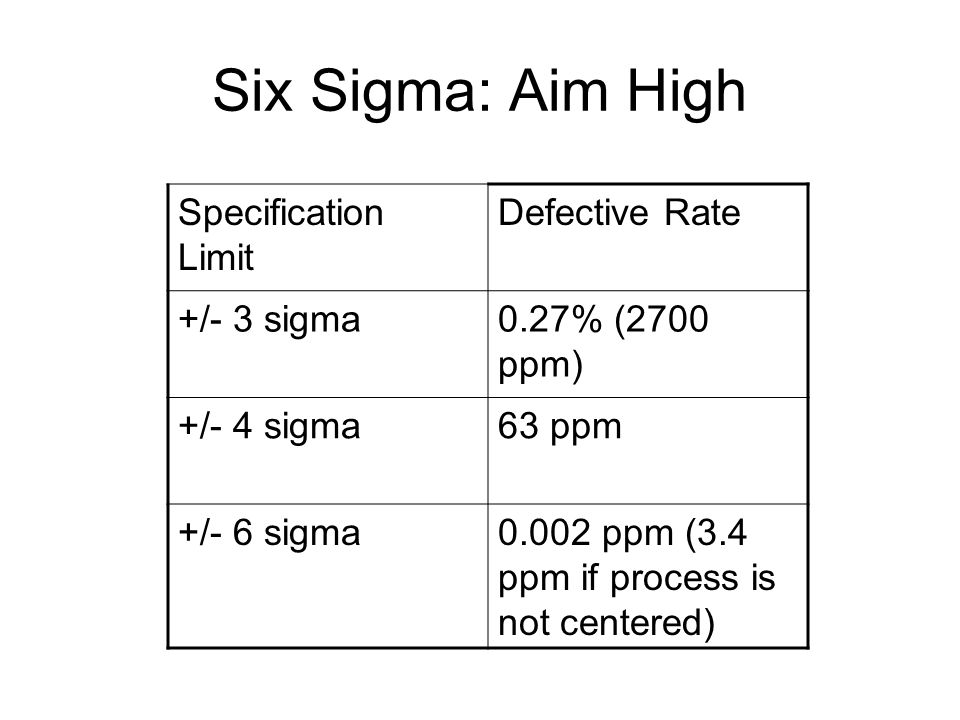 Six Sigma: Aim High
Specification
Limit
Defective Rate
+/- 3 sigma
0.27% (2700
ppm)
+/- 4 sigma
63 ppm
+/- 6 sigma
0.002 ppm (3.4
ppm if process is
not centered)